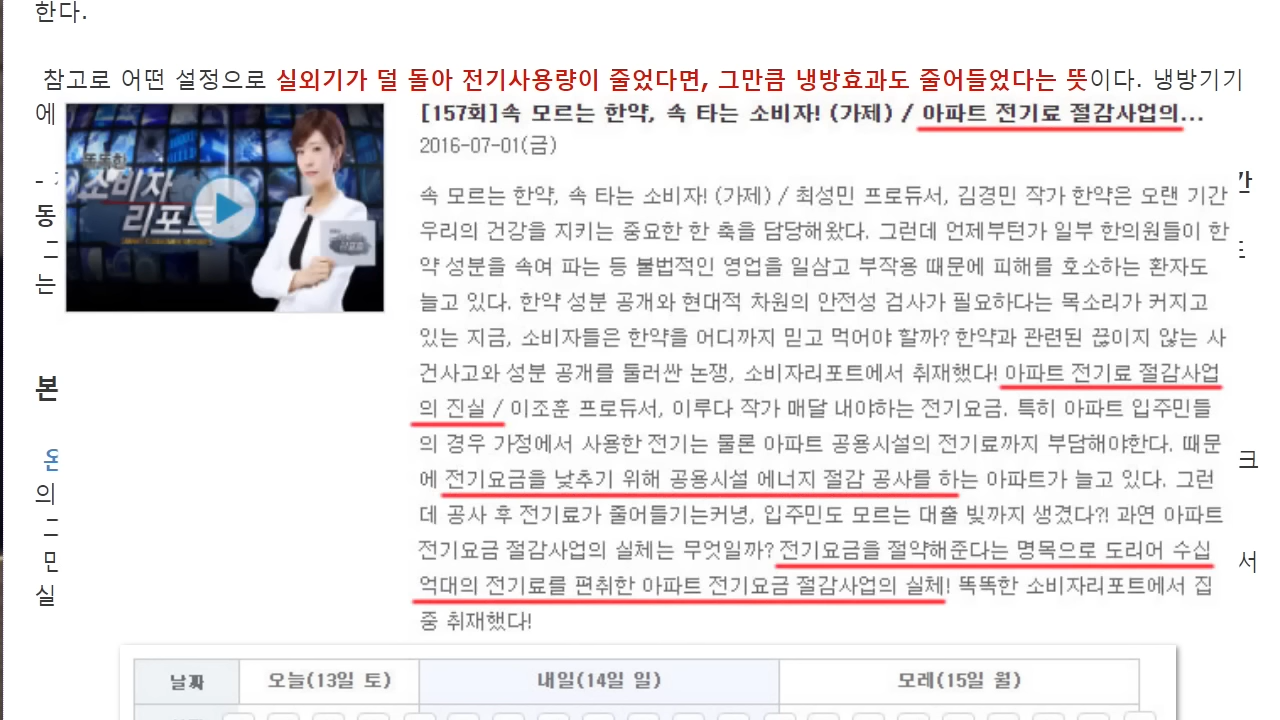 한다.
참고로 어떤 설정으로 실외기가 덜 돌아 전기사용량이 줄었다면, 그만큼 냉방효과도 줄어들었다는 뜻이다. 냉방기기
에
[157회]속 모르는 한약, 속 타는 소비자! (가제) / 아파트 전기료 절감사업의...
2016-07-01(금)
똑똑한
소비자
리포트
속 모르는 한약, 속 타는 소비자! (가제) / 최성민 프로듀서, 김경민 작가 한약은 오랜 기간
우리의 건강을 지키는 중요한 한 축을 담당해왔다. 그런데 언제부턴가 일부 한의원들이 한
약 성분을 속여 파는 등 불법적인 영업을 일삼고 부작용 때문에 피해를 호소하는 환자도
늘고 있다. 한약 성분 공개와 현대적 차원의 안전성 검사가 필요하다는 목소리가 커지고
있는 지금, 소비자들은 한약을 어디까지 믿고 먹어야 할까? 한약과 관련된 끊이지 않는 사
건사고와 성분 공개를 둘러싼 논쟁, 소비자리포트에서 취재했다! 아파트 전기료 절감사업
의 진실 / 이조훈 프로듀서, 이루다 작가 매달 내야하는 전기요금. 특히 아파트 입주민들
의 경우 가정에서 사용한 전기는 물론 아파트 공용시설의 전기료까지 부담해야한다. 때문
에 전기요금을 낮추기 위해 공용시설 에너지 절감 공사를 하는 아파트가 늘고 있다. 그런
데 공사 후 전기료가 줄어들기는커녕, 입주민도 모르는 대출 빚까지 생겼다?! 과연 아파트
전기요금 절감사업의 실체는 무엇일까? 전기요금을 절약해준다는 명목으로 도리어 수십
억대의 전기료를 편취한 아파트 전기요금 절감사업의 실체! 똑똑한 소비자리포트에서 집
중 취재했다!
동
는
본
온
의
민
실
크
서
날짜 오늘(13일 토) 내일(14일 일) 모레(15일 월)